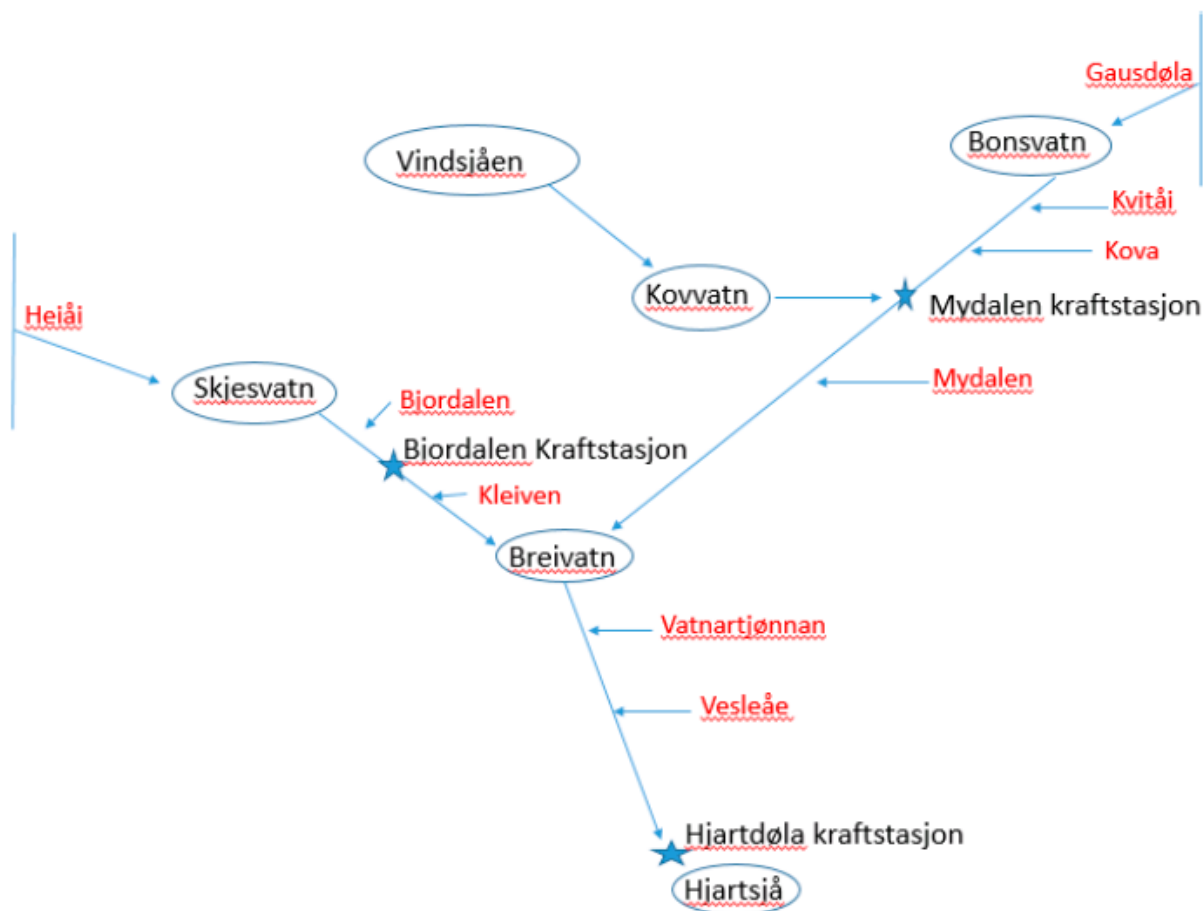 Gausdøla
Bonsvatn
Vindsjåen
Kvitåi
Kova
Kovvatn
Mydalen kraftstasjon
Heiåi
Mydalen
Skjesvatn
Bjordalen
Bjordalen Kraftstasjon
Kleiven
Breivatn
Vatnartjønnan
Vesleåe
Hjartdøla kraftstasjon
Hjartsjå